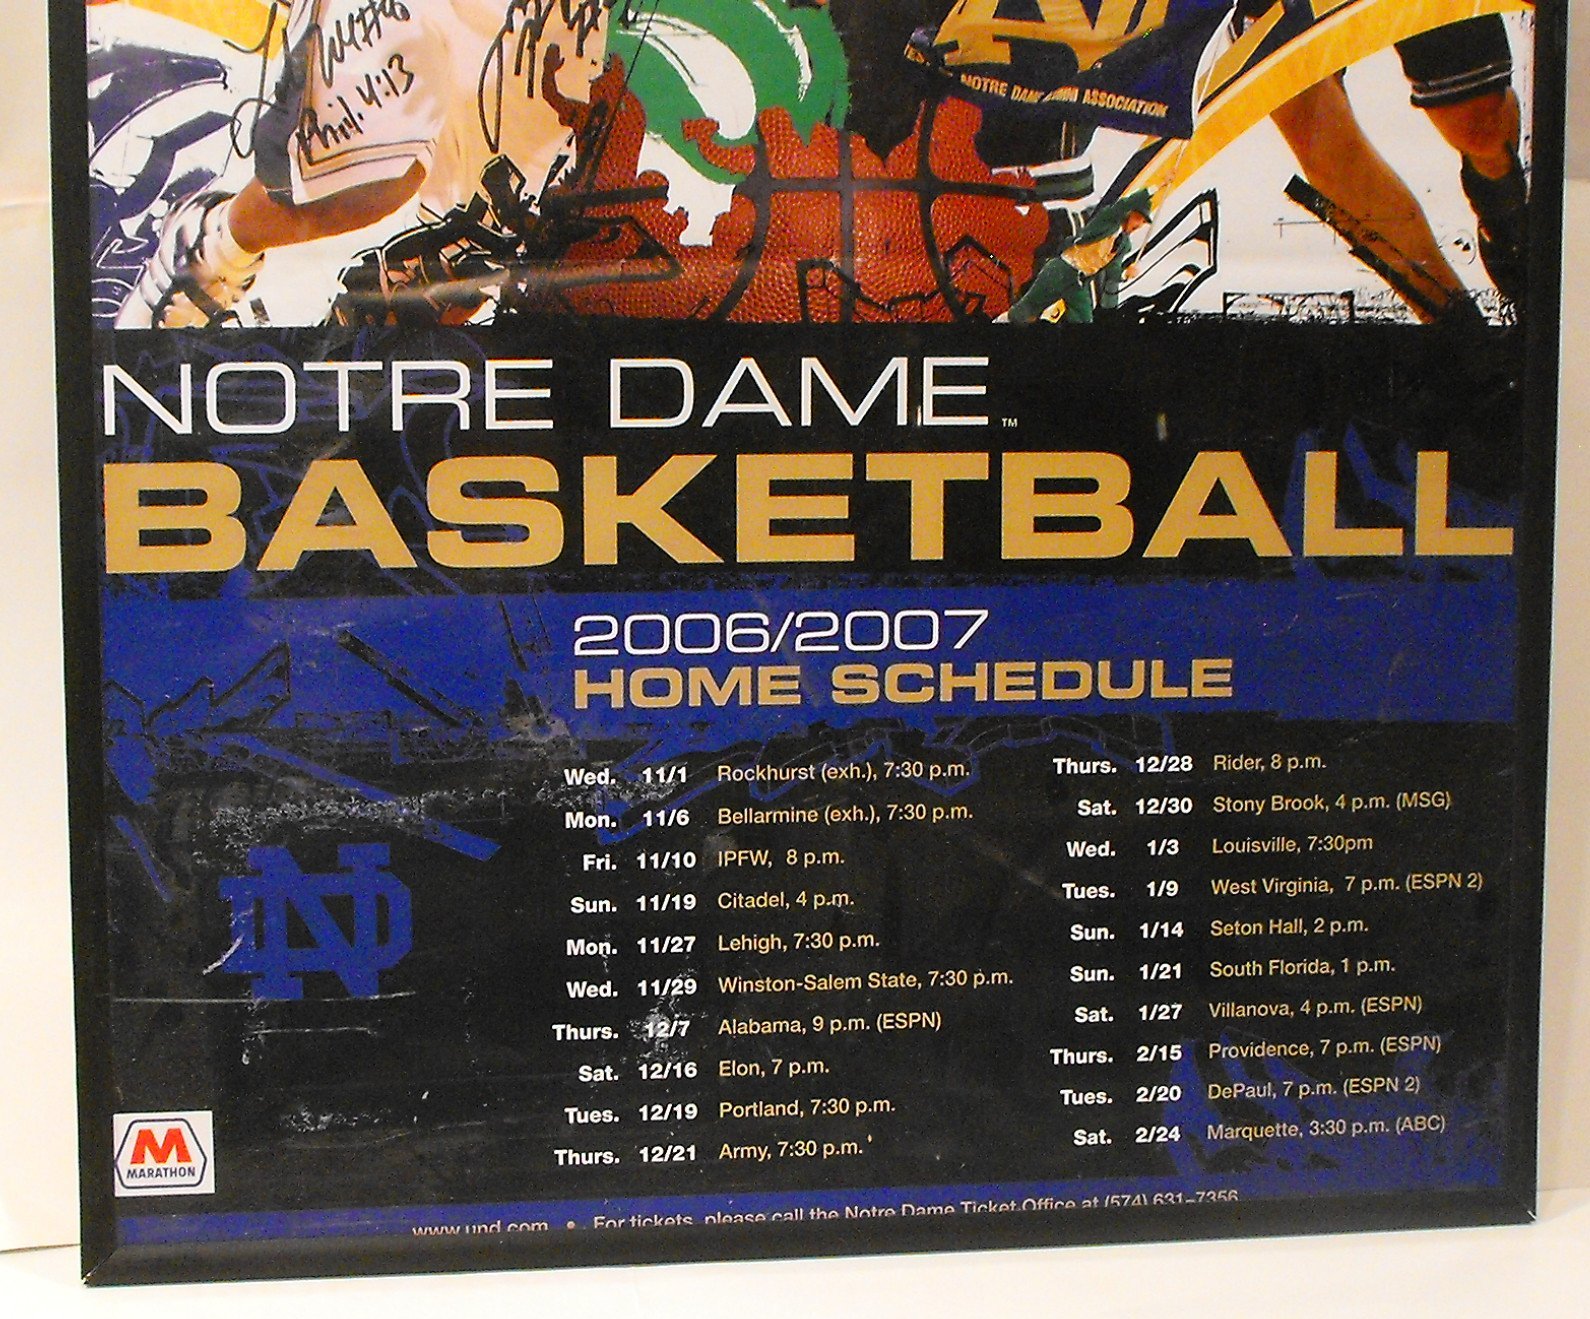 Phil. 4:13
NOTRE DAME ASSOCIATION
NOTRE DAME™
BASKETBALL
2006/2007
HOME SCHEDULE
Wed. 11/1 Rockhurst (exh.), 7:30 p.m.
Mon. 11/6 Bellarmine (exh.), 7:30 p.m.
Fri. 11/10 IPFW, 8 p.m.
Sun. 11/19 Citadel, 4 p.m.
Mon. 11/27 Lehigh, 7:30 p.m.
Wed. 11/29 Winston-Salem State, 7:30 p.m.
Thurs. 12/7 Alabama, 9 p.m. (ESPN)
Sat. 12/16 Elon, 7 p.m.
Tues. 12/19 Portland, 7:30 p.m.
Thurs. 12/21 Army, 7:30 p.m.
Thurs. 12/28 Rider, 8 p.m.
Sat. 12/30 Stony Brook, 4 p.m. (MSG)
Wed. 1/3 Louisville, 7:30pm
Tues. 1/9 West Virginia, 7 p.m. (ESPN 2)
Sun. 1/14 Seton Hall, 2 p.m.
Sun. 1/21 South Florida, 1 p.m.
Sat. 1/27 Villanova, 4 p.m. (ESPN)
Thurs. 2/15 Providence, 7 p.m. (ESPN)
Tues. 2/20 DePaul, 7 p.m. (ESPN 2)
Sat. 2/24 Marquette, 3:30 p.m. (ABC)
ND
M
MARATHON
www.und.com • For tickets, please call the Notre Dame Ticket Office at (574) 631-7356